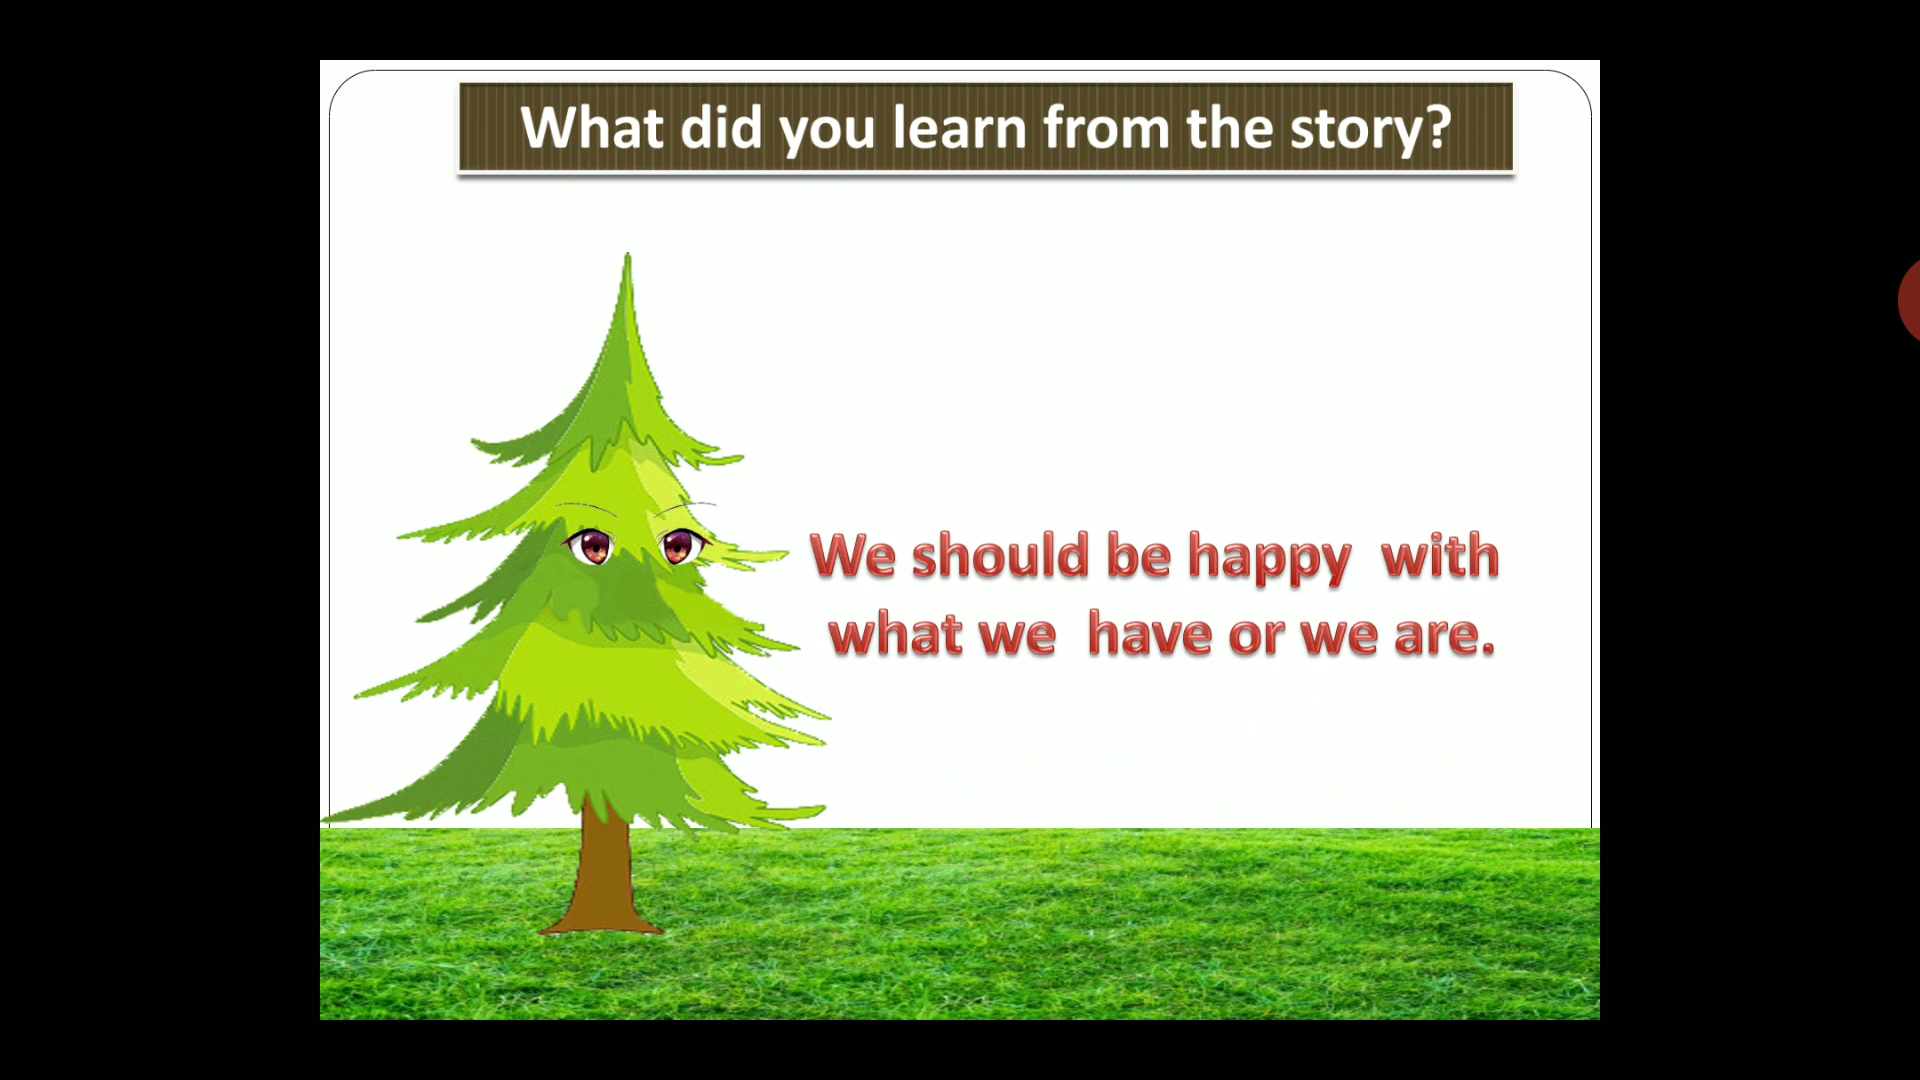 What did you learn from the story?
We should be happy with
what we have or we are.